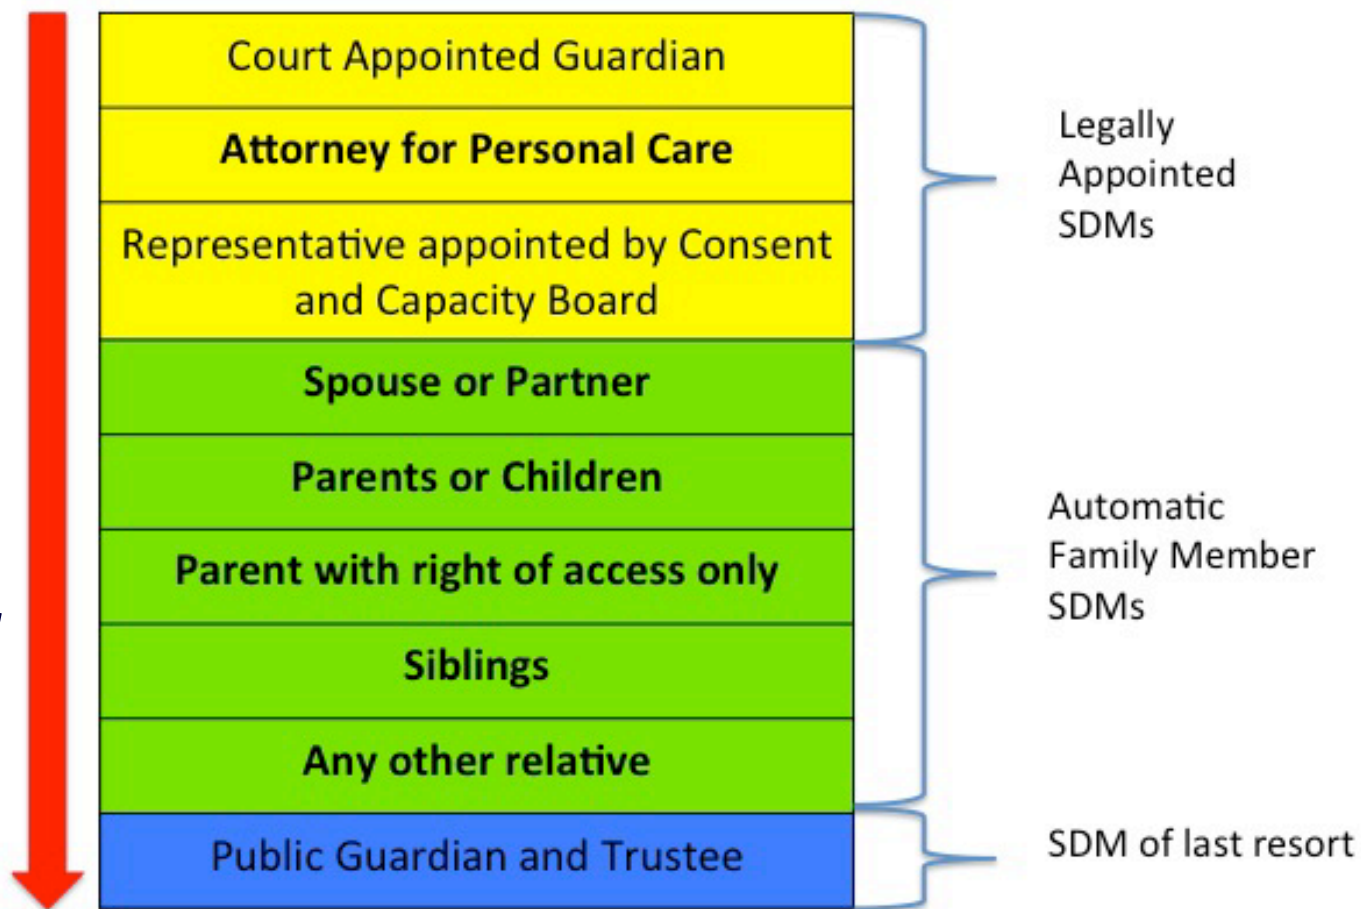 Court Appointed Guardian
Attorney for Personal Care
Representative appointed by Consent
and Capacity Board
Legally
Appointed
SDMs
Spouse or Partner
Parents or Children
Parent with right of access only
Siblings
Any other relative
Automatic
Family Member
SDMs
Public Guardian and Trustee
SDM of last resort